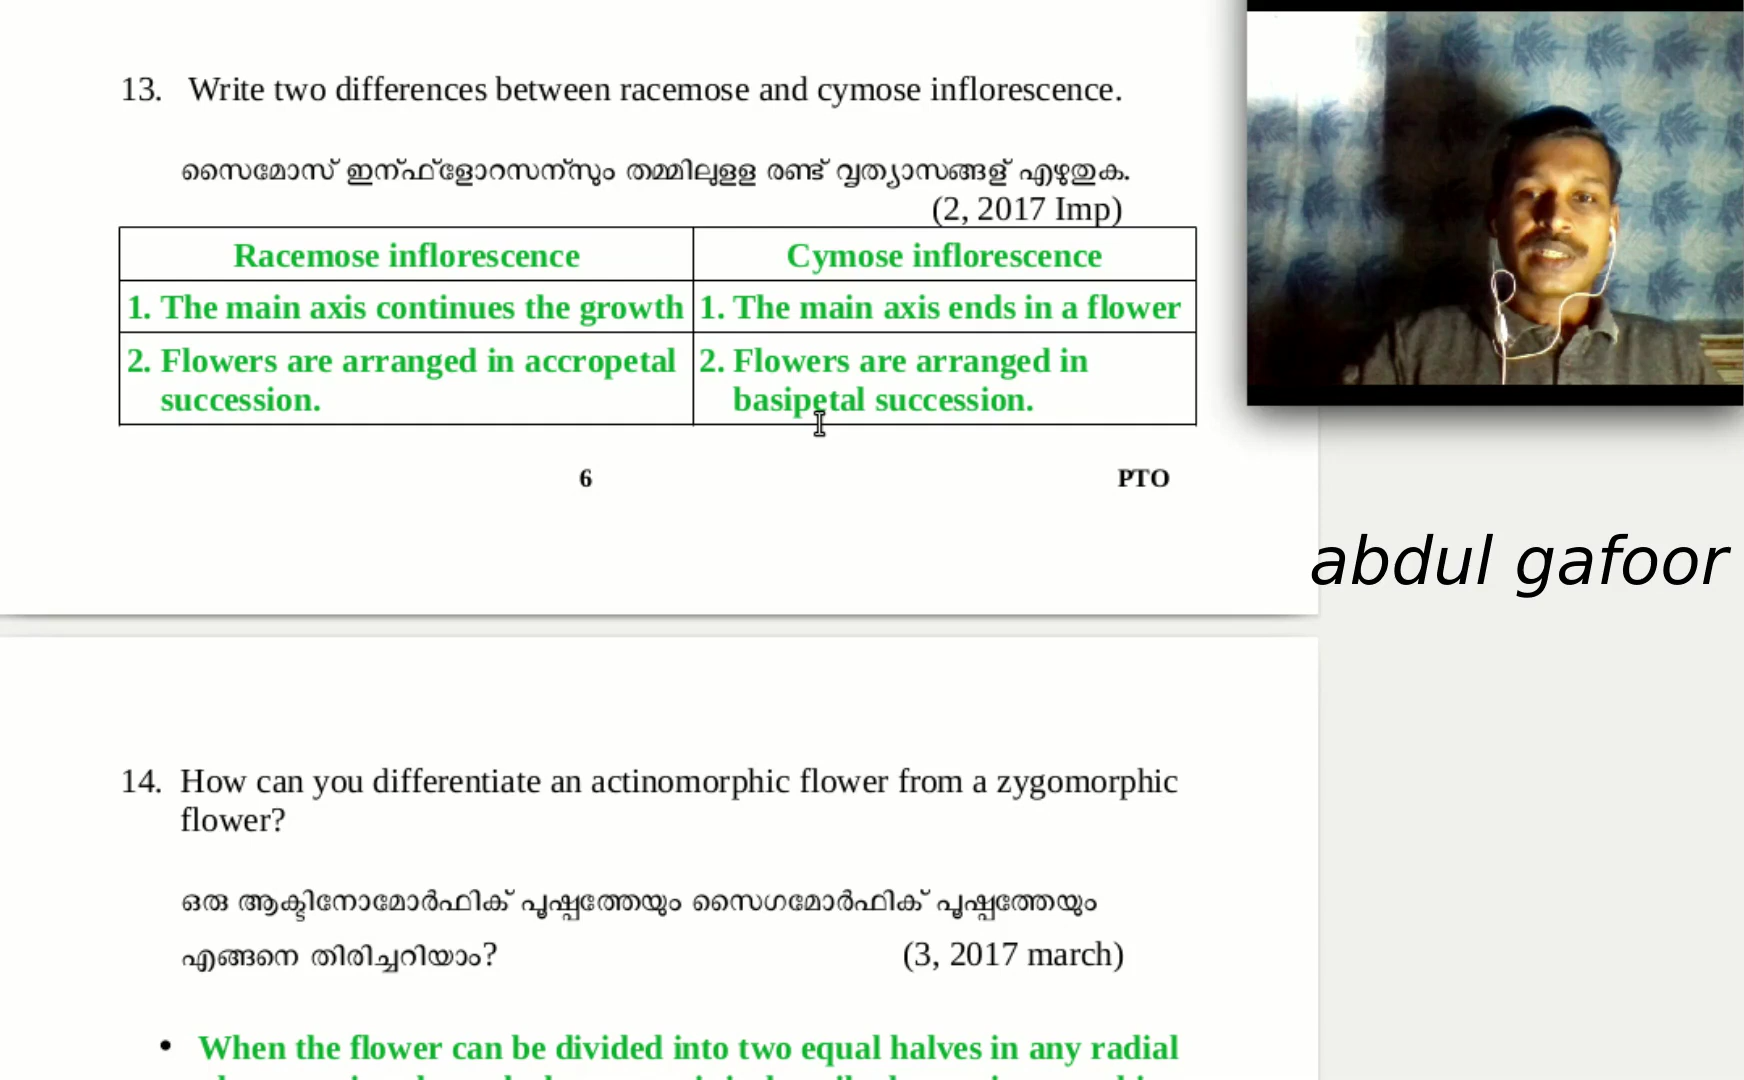 13. Write two differences between racemose and cymose inflorescence.
സൈമോസ് ഇന്ഫ്ളോറസന്സും തമ്മിലുളള രണ്ട് വ്യത്യാസങ്ങള് എഴുതുക.
(2, 2017 Imp)
Racemose inflorescence Cymose inflorescence
1. The main axis continues the growth 1. The main axis ends in a flower
2. Flowers are arranged in accropetal 2. Flowers are arranged in
succession. basipetal succession.
6 PTO
abdul gafoor
14. How can you differentiate an actinomorphic flower from a zygomorphic
flower?
ഒരു ആക്ടിനോമോർഫിക് പൂഷ്പത്തേയും സൈഗമോർഫിക് പൂഷ്പത്തേയും
എങ്ങനെ തിരിച്ചറിയാം? (3, 2017 march)
• When the flower can be divided into two equal halves in any radial